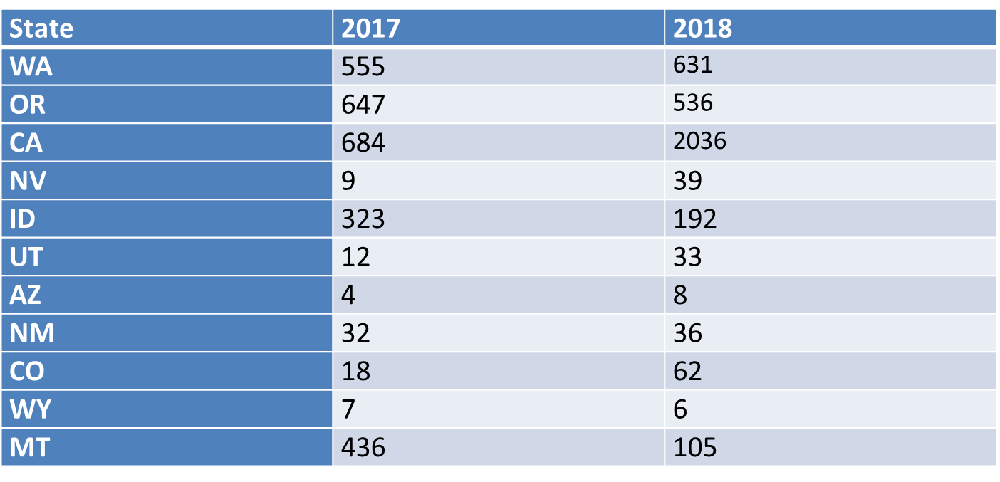 State 2017 2018
WA 555 631
OR 647 536
CA 684 2036
NV 9 39
ID 323 192
UT 12 33
AZ 4 8
NM 32 36
CO 18 62
WY 7 6
MT 436 105